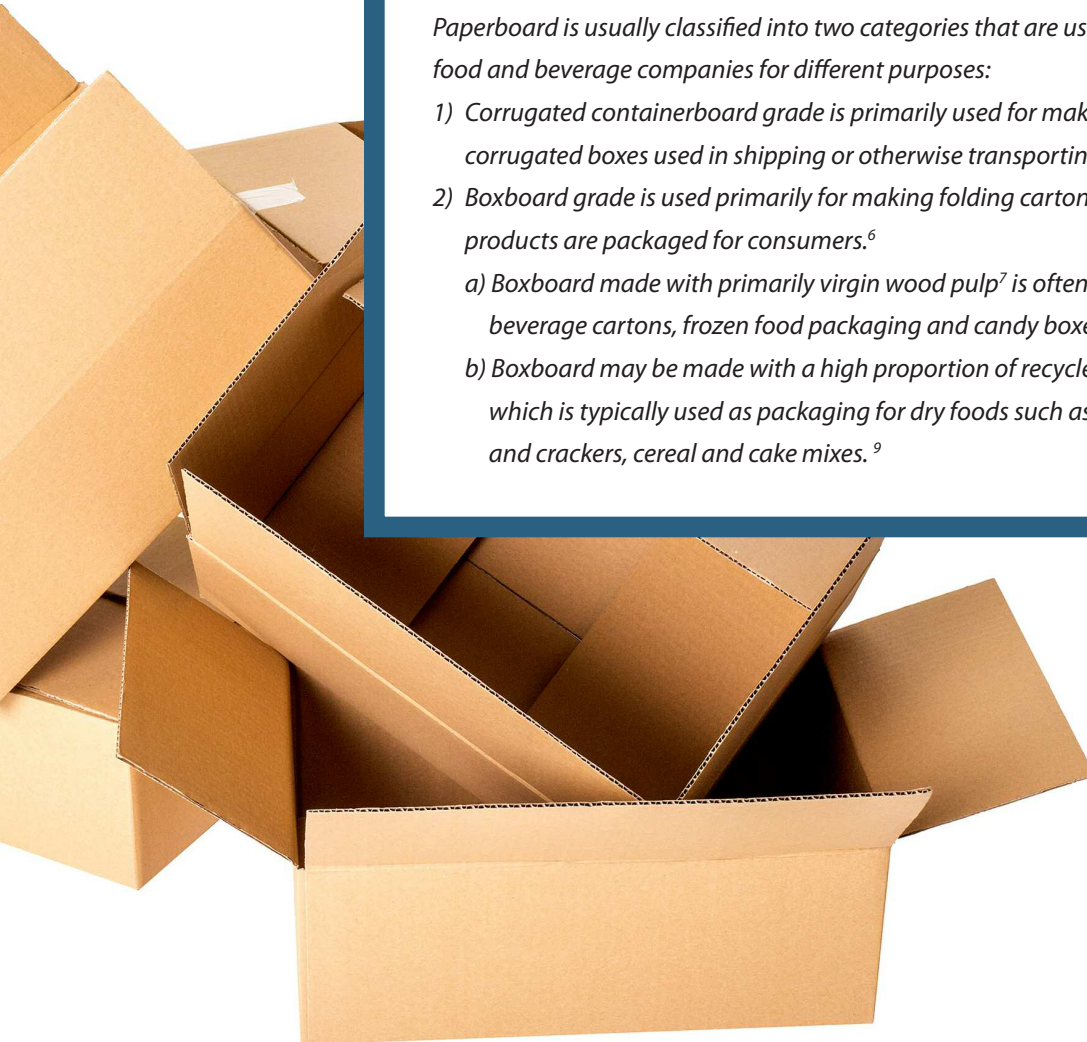 Paperboard is usually classified into two categories that are us
food and beverage companies for different purposes:
1) Corrugated containerboard grade is primarily used for mak
corrugated boxes used in shipping or otherwise transportin
2) Boxboard grade is used primarily for making folding carton
products are packaged for consumers.⁶
a) Boxboard made with primarily virgin wood pulp⁷ is often
beverage cartons, frozen food packaging and candy boxe
b) Boxboard may be made with a high proportion of recycle
which is typically used as packaging for dry foods such as
and crackers, cereal and cake mixes. ⁹